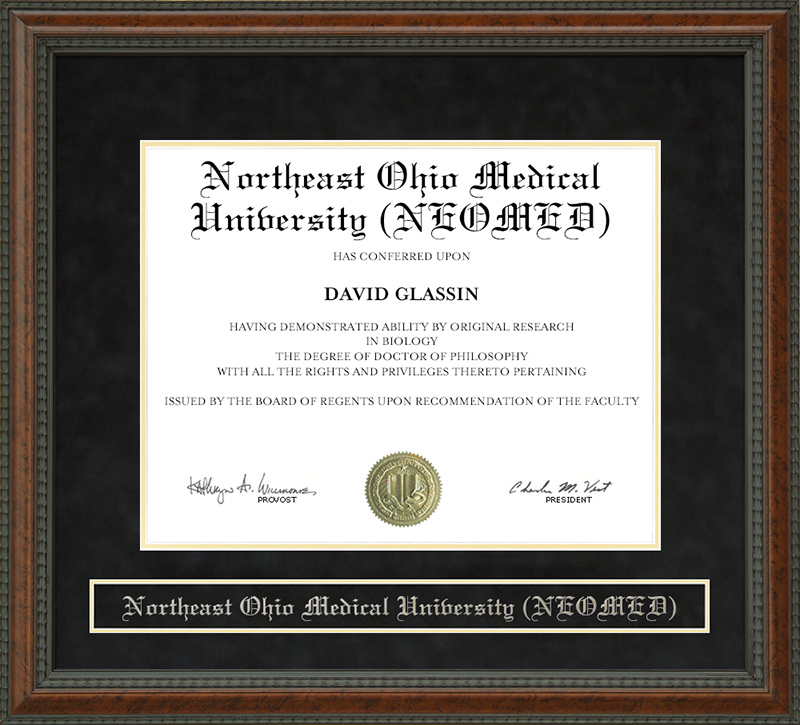 Northeast Ohio Medical
University (NEOMED)
HAS CONFERRED UPON
DAVID GLASSIN
HAVING DEMONSTRATED ABILITY BY ORIGINAL RESEARCH
IN BIOLOGY
THE DEGREE OF DOCTOR OF PHILOSOPHY
WITH ALL THE RIGHTS AND PRIVILEGES THERETO PERTAINING
ISSUED BY THE BOARD OF REGENTS UPON RECOMMENDATION OF THE FACULTY
PROVOST
Charles M. Vest
PRESIDENT
Northeast Ohio Medical University (NEOMED)